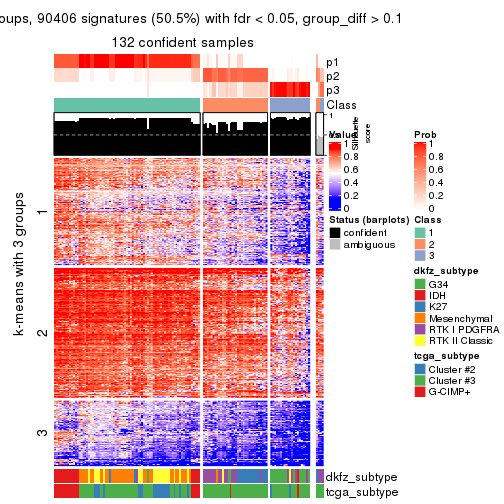 oups, 90406 signatures (50.5%) with fdr < 0.05, group_diff > 0.1
132 confident samples
p1
p2
p3
Class
1
Silhouette
score
k-means with 3 groups
1
2
3
Value
1
0.8
0.6
0.4
0.2
0
Prob
1
0.8
0.6
0.4
0.2
0
Status (barplots)
confident
ambiguous
Class
1
2
3
dkfz_subtype
G34
IDH
K27
Mesenchymal
RTK I PDGFRA
RTK II Classic
tcga_subtype
Cluster #2
Cluster #3
G-CIMP+
dkfz_subtype
tcga_subtype